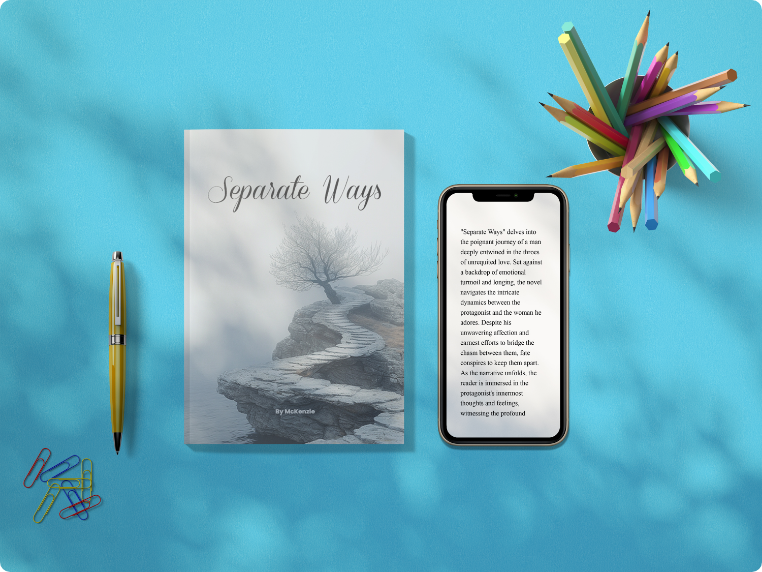 Separate Ways
By McKenzie
"Separate Ways" delves into
the poignant journey of a man
deeply entwined in the throes
of unrequited love. Set against
a backdrop of emotional
turmoil and longing, the novel
navigates the intricate
dynamics between the
protagonist and the woman he
adores. Despite his
unwavering affection and
earnest efforts to bridge the
chasm between them, fate
conspires to keep them apart.
As the narrative unfolds, the
reader is immersed in the
protagonist's innermost
thoughts and feelings,
witnessing the profound